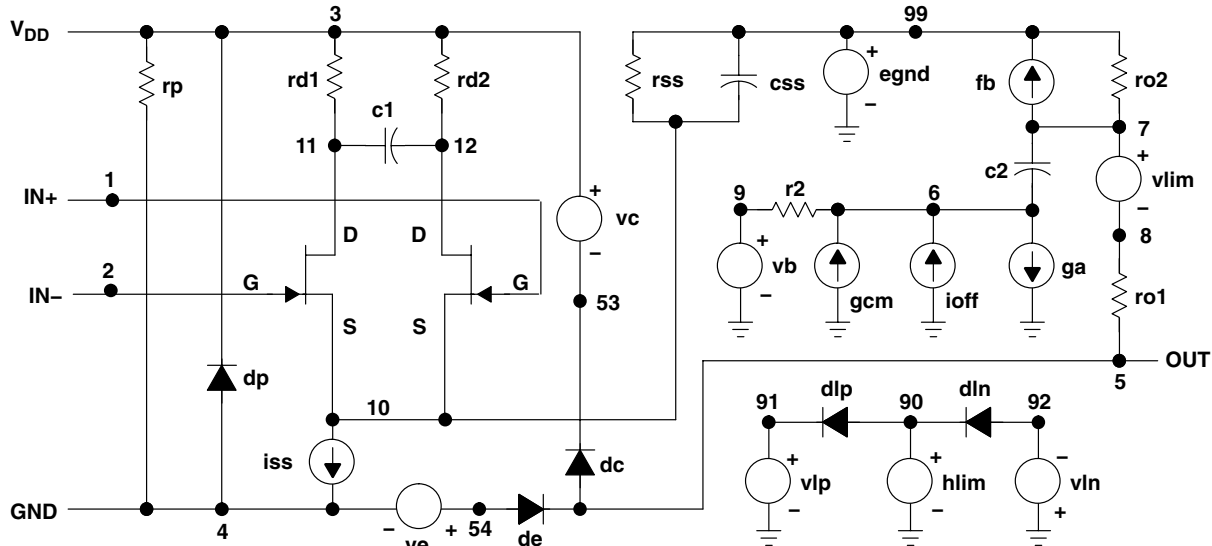 V_DD 3 99
rp rd1 rd2 rss css + egnd − fb ro2
c1
11 12 7
1 IN+ + vc − 9 r2 6 c2 + vlim −
D D 8
2 IN− G G 53 + vb − gcm ioff ga ro1
S S
dp OUT
5
10 91 dlp 90 dln 92
iss dc + vlp − + hlim − − vln +
GND 4 − + 54 de
ve